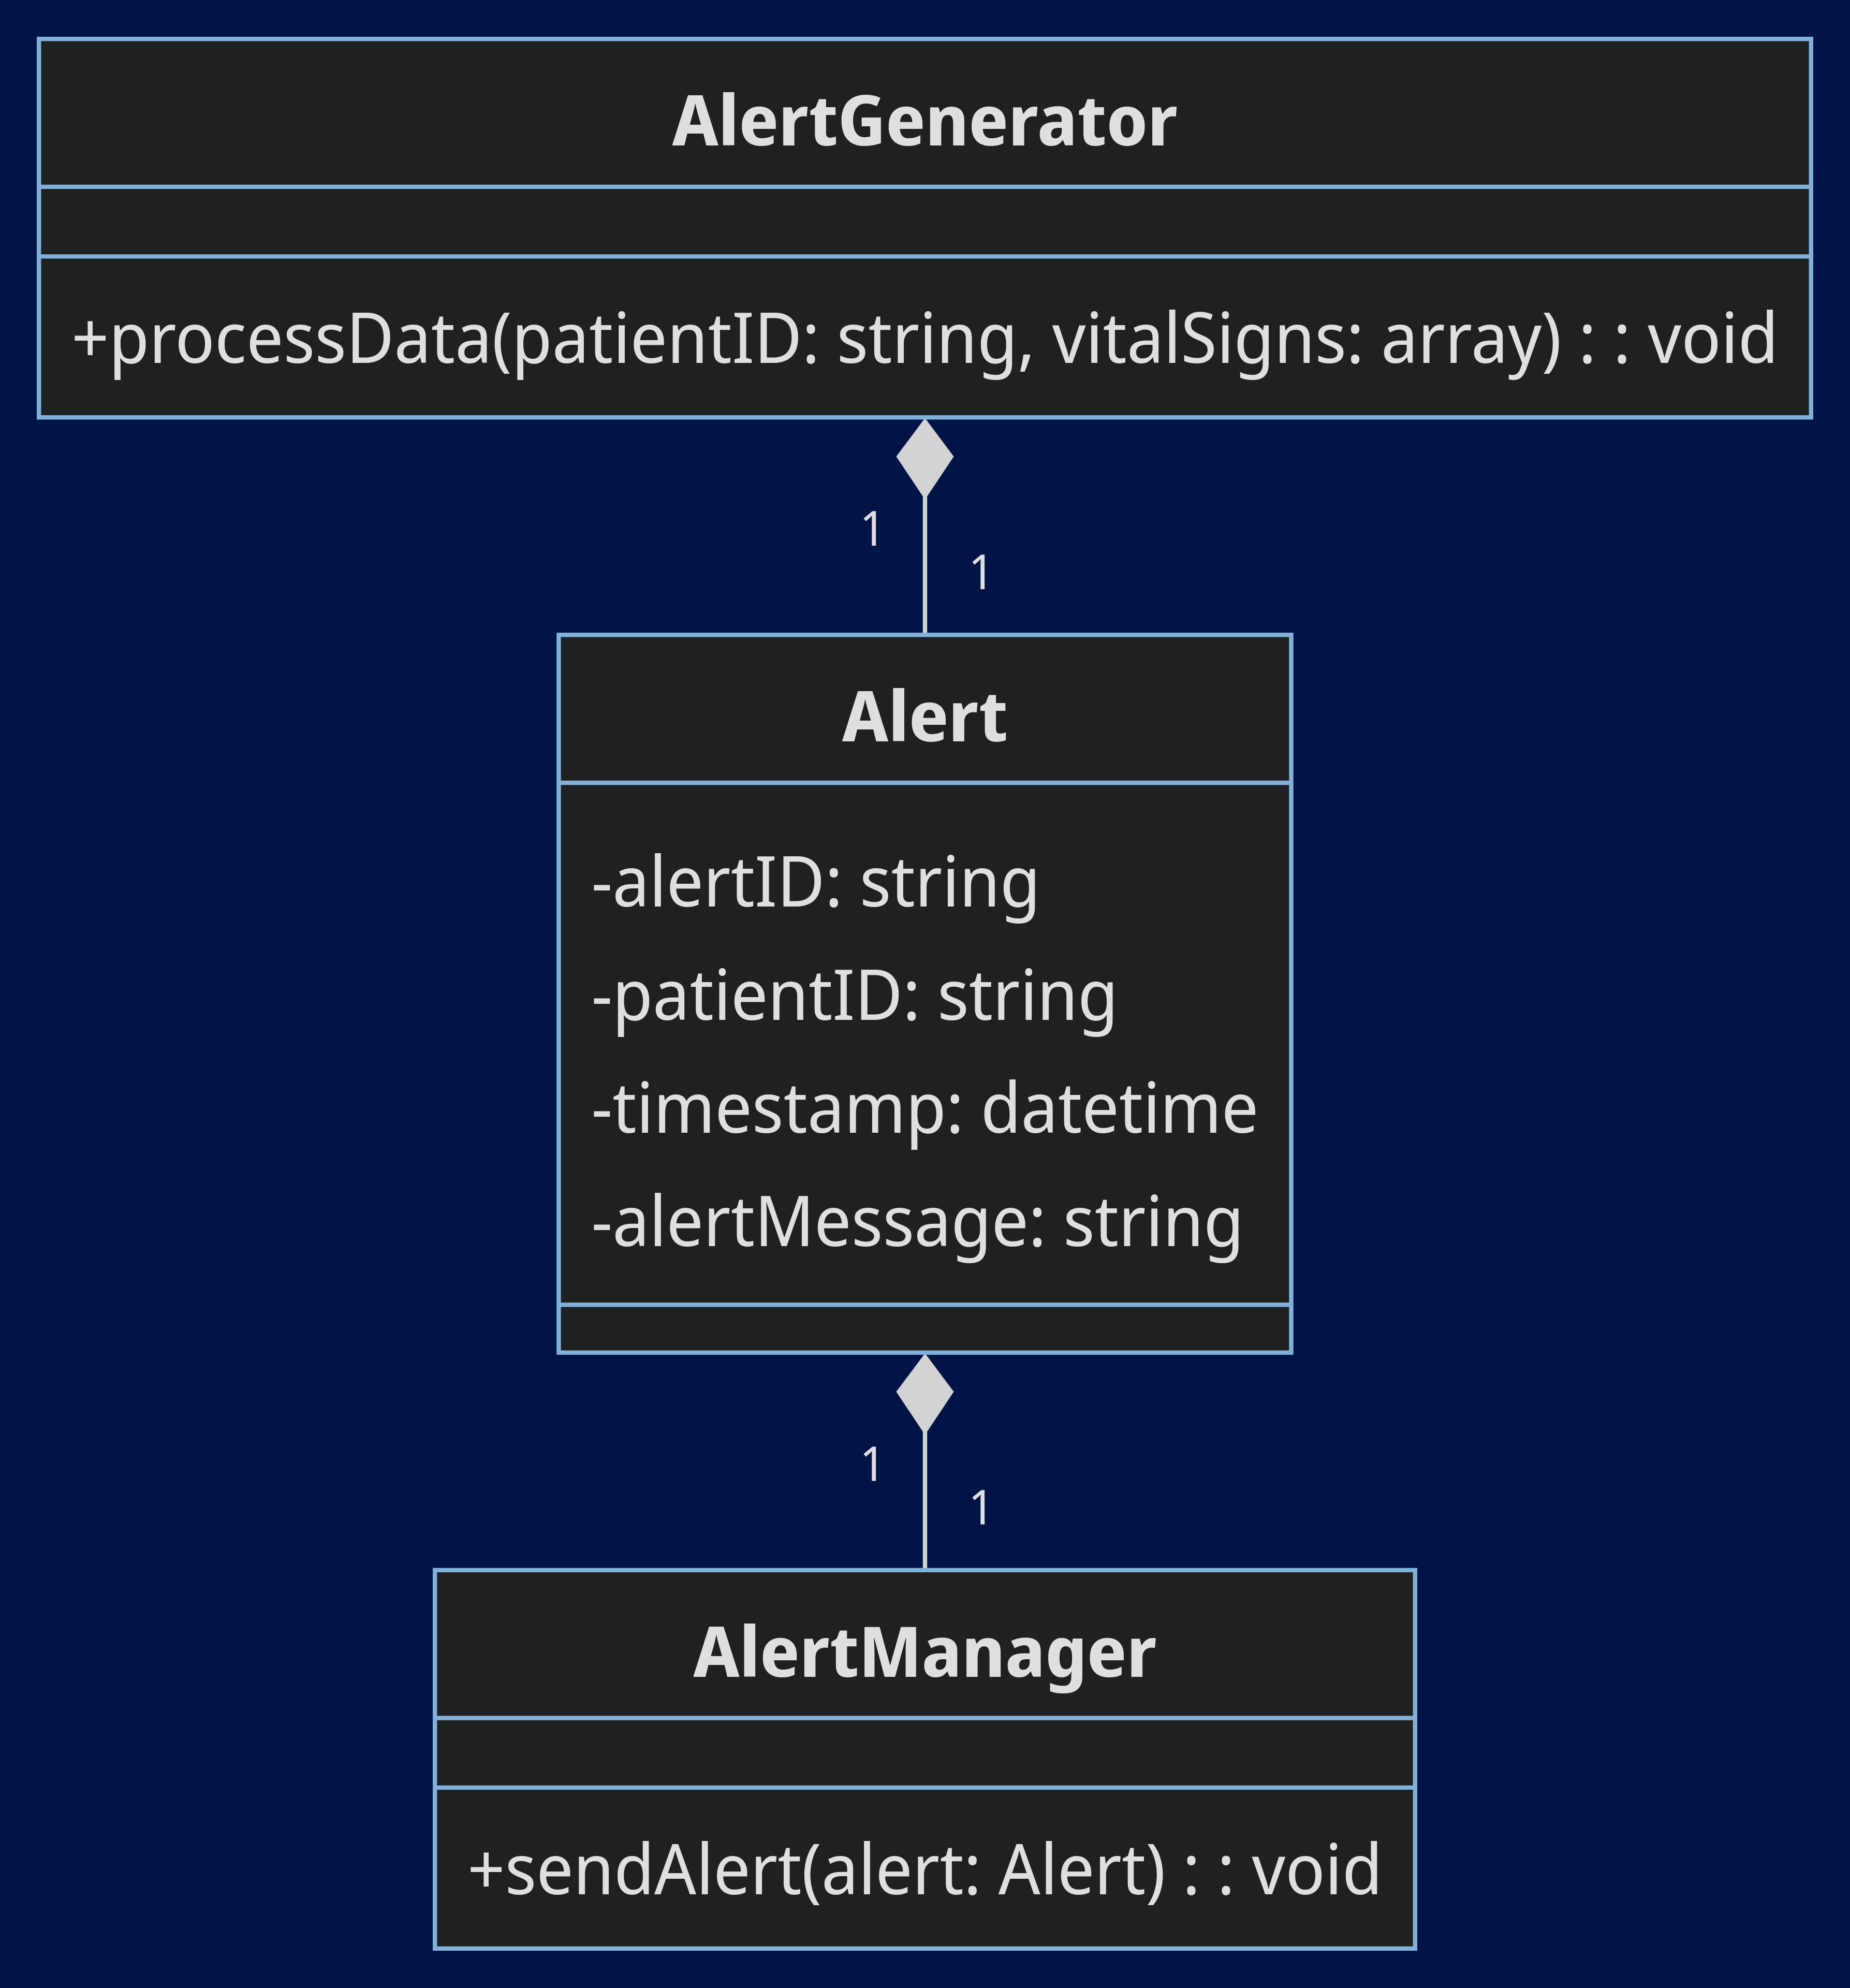 AlertGenerator
+processData(patientID: string, vitalSigns: array) : : void
1
1
Alert
-alertID: string
-patientID: string
-timestamp: datetime
-alertMessage: string
1
1
AlertManager
+sendAlert(alert: Alert) : : void